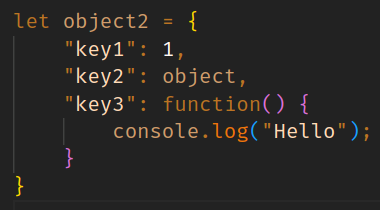 let object2 = {
    "key1": 1,
    "key2": object,
    "key3": function() {
        console.log("Hello");
    }
}